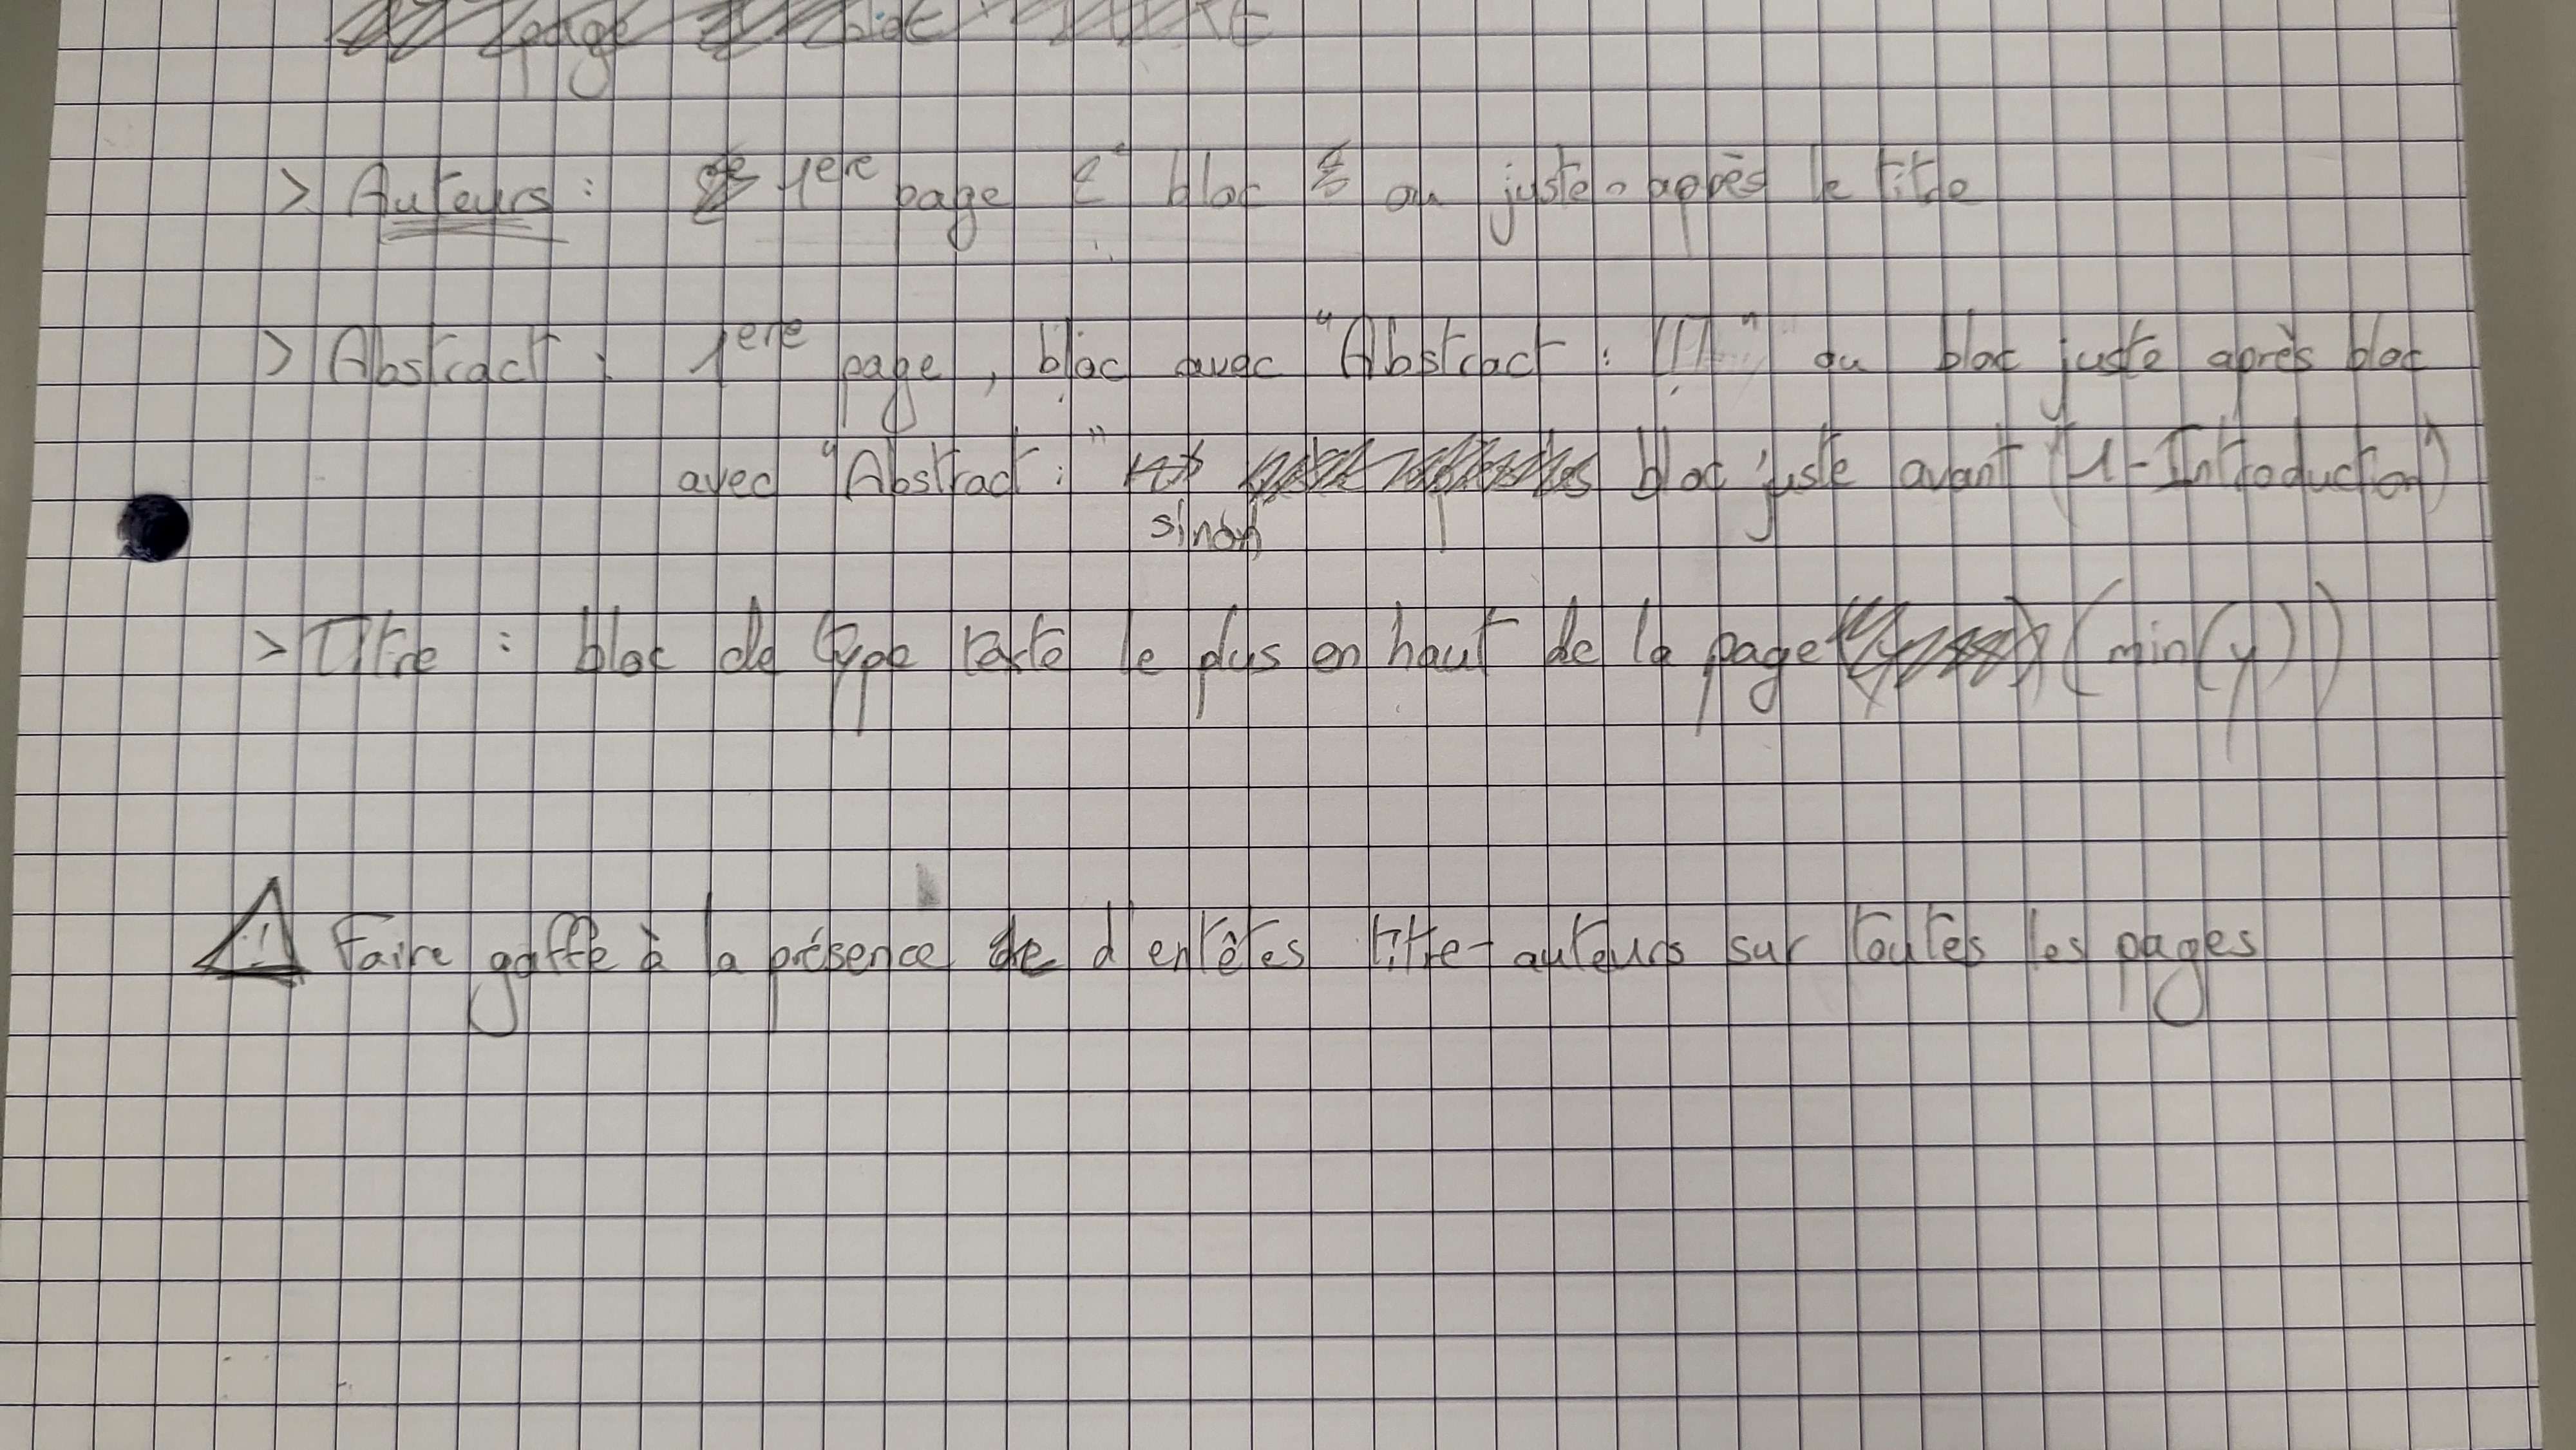 page
> Auteurs : 1ere page 2e bloc ou juste après le titre
> Abstract : 1ere page, bloc avec "Abstract : [...]" ou bloc juste après bloc
avec "Abstract :" bloc juste avant (1-Introduction)
sinon
> Titre : bloc de type texte le plus en haut de la page (min(y))
⚠ Faire gaffe à la présence d'entêtes titre-auteurs sur toutes les pages